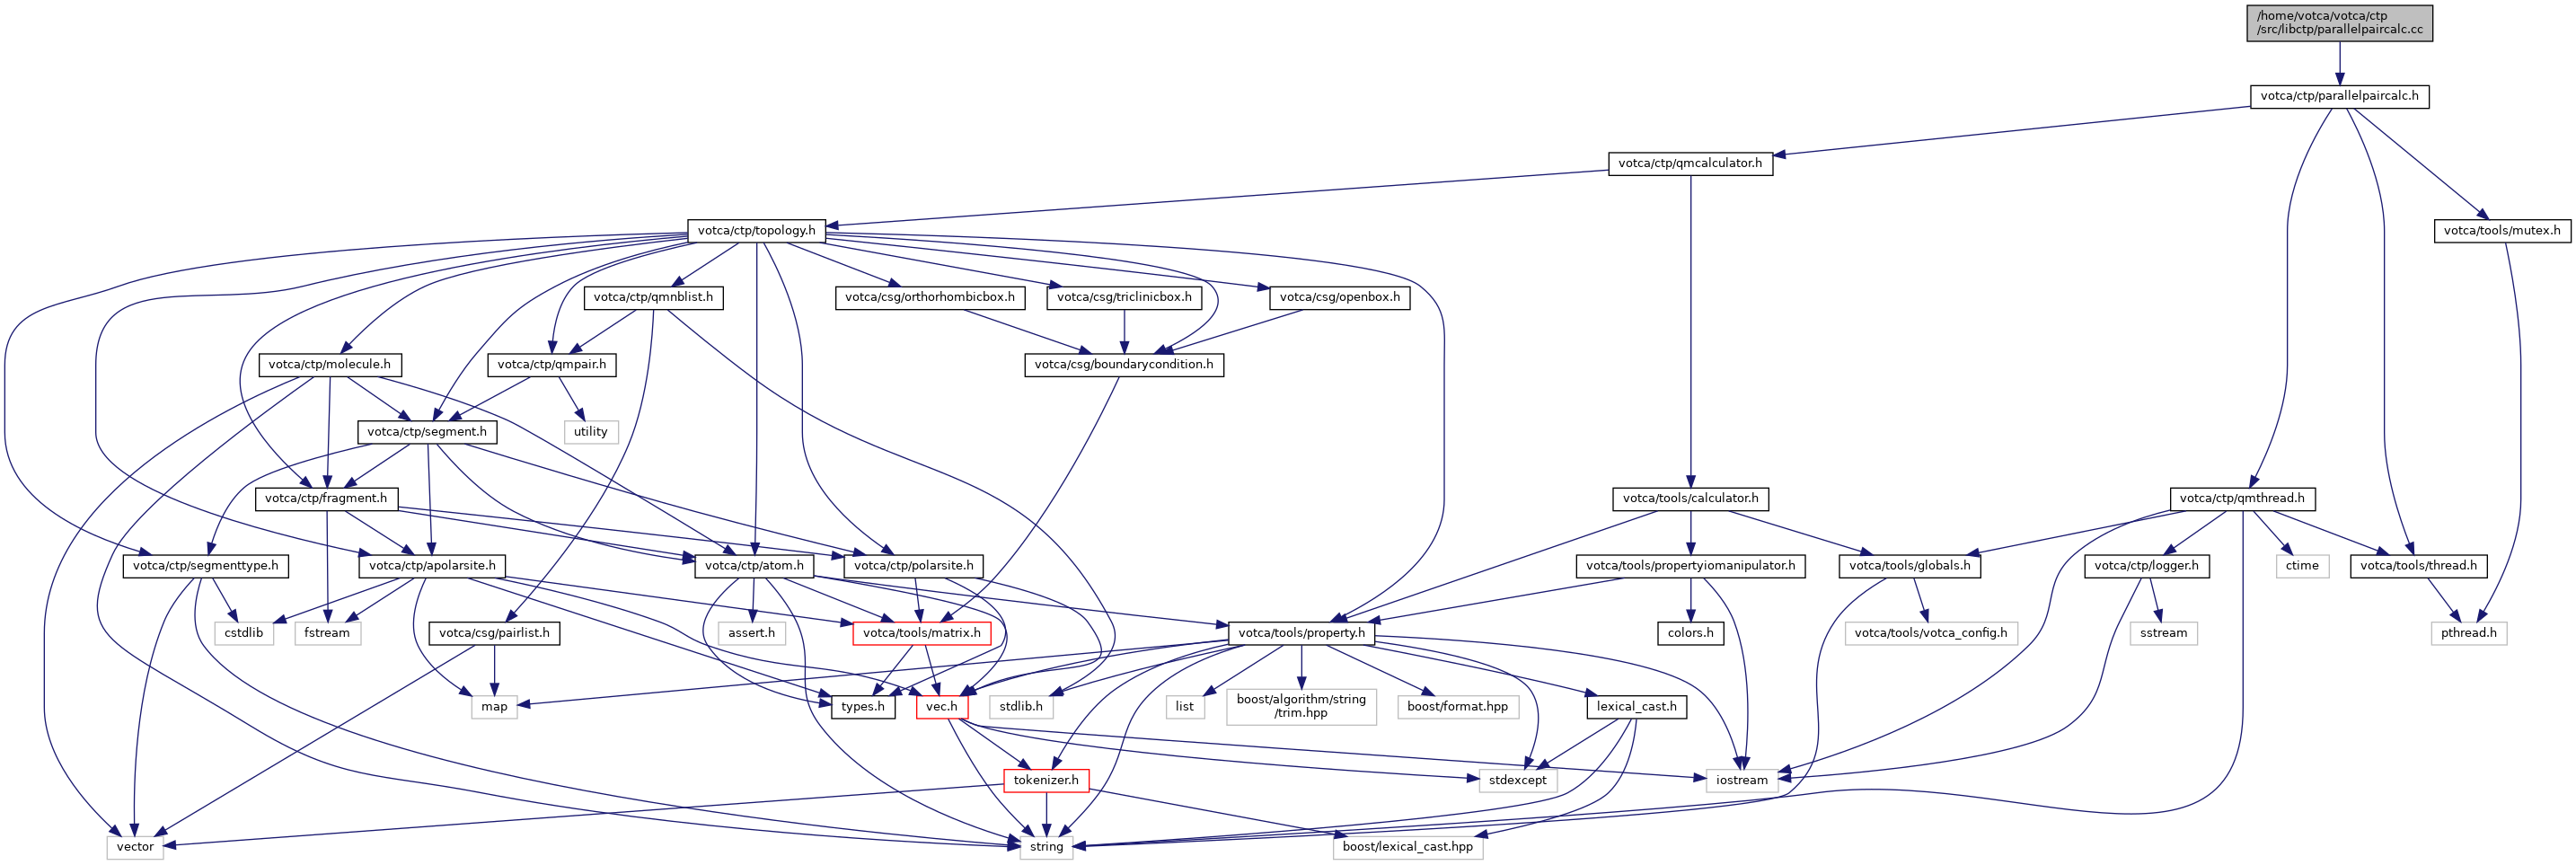 /home/votca/votca/ctp
/src/libctp/parallelpaircalc.cc
votca/ctp/parallelpaircalc.h
votca/ctp/qmcalculator.h
votca/ctp/topology.h
votca/tools/mutex.h
votca/ctp/qmnblist.h
votca/csg/orthorhombicbox.h
votca/csg/triclinicbox.h
votca/csg/openbox.h
votca/ctp/molecule.h
votca/ctp/qmpair.h
votca/csg/boundarycondition.h
votca/ctp/segment.h
utility
votca/ctp/fragment.h
votca/tools/calculator.h
votca/ctp/qmthread.h
votca/ctp/segmenttype.h
votca/ctp/apolarsite.h
votca/ctp/atom.h
votca/ctp/polarsite.h
votca/tools/propertyiomanipulator.h
votca/tools/globals.h
votca/ctp/logger.h
ctime
votca/tools/thread.h
cstdlib
fstream
votca/csg/pairlist.h
assert.h
votca/tools/matrix.h
votca/tools/property.h
colors.h
votca/tools/votca_config.h
sstream
pthread.h
map
types.h
vec.h
stdlib.h
list
boost/algorithm/string
/trim.hpp
boost/format.hpp
lexical_cast.h
tokenizer.h
stdexcept
iostream
vector
string
boost/lexical_cast.hpp